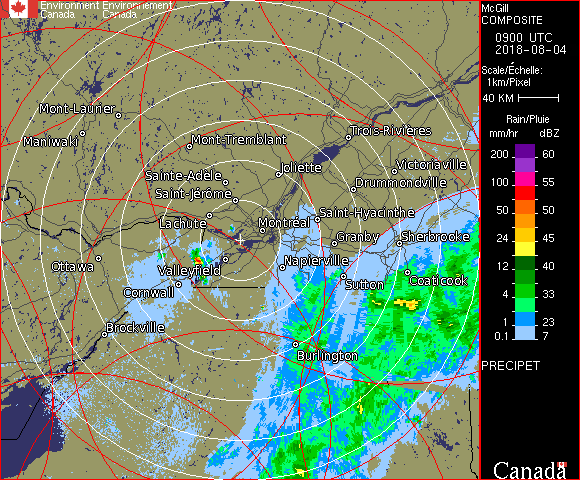 Environment Environnement
Canada Canada
McGill
COMPOSITE
0900 UTC
2018-08-04
Scale/Échelle:
1km/Pixel
40 KM
Rain/Pluie
mm/hr dBZ
200 60
100 55
50 50
24 45
12 40
4 33
1 23
0.1 7
PRECIPET
Canada
Mont-Laurier
Maniwaki
Mont-Tremblant
Trois-Rivières
Joliette
Victoriaville
Sainte-Adèle
Drummondville
Saint-Jérôme
Lachute
Montréal
Saint-Hyacinthe
Granby
Sherbrooke
Ottawa
Valleyfield
Napierville
Cornwall
Sutton
Coaticook
Brockville
Burlington